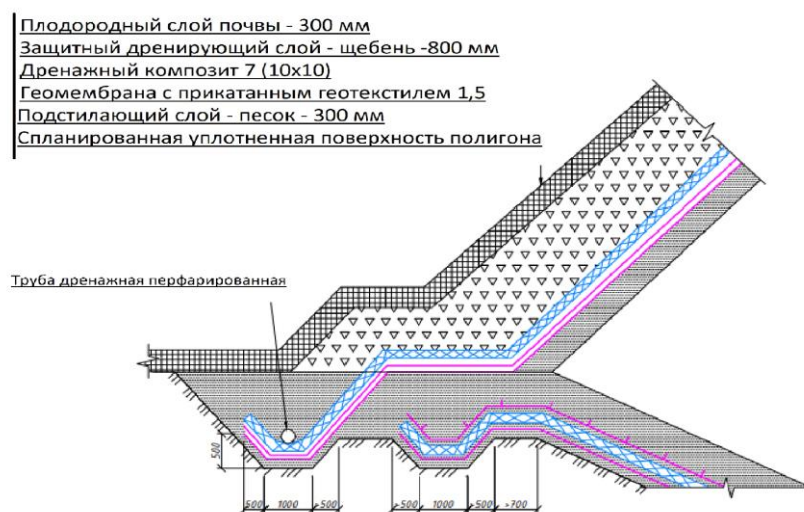 Плодородный слой почвы - 300 мм
Защитный дренирующий слой - щебень -800 мм
Дренажный композит 7 (10х10)
Геомембрана с прикатанным геотекстилем 1,5
Подстилающий слой - песок - 300 мм
Спланированная уплотненная поверхность полигона
Труба дренажная перфарированная
500
500 1000 >500 >500 1000 >500 >700